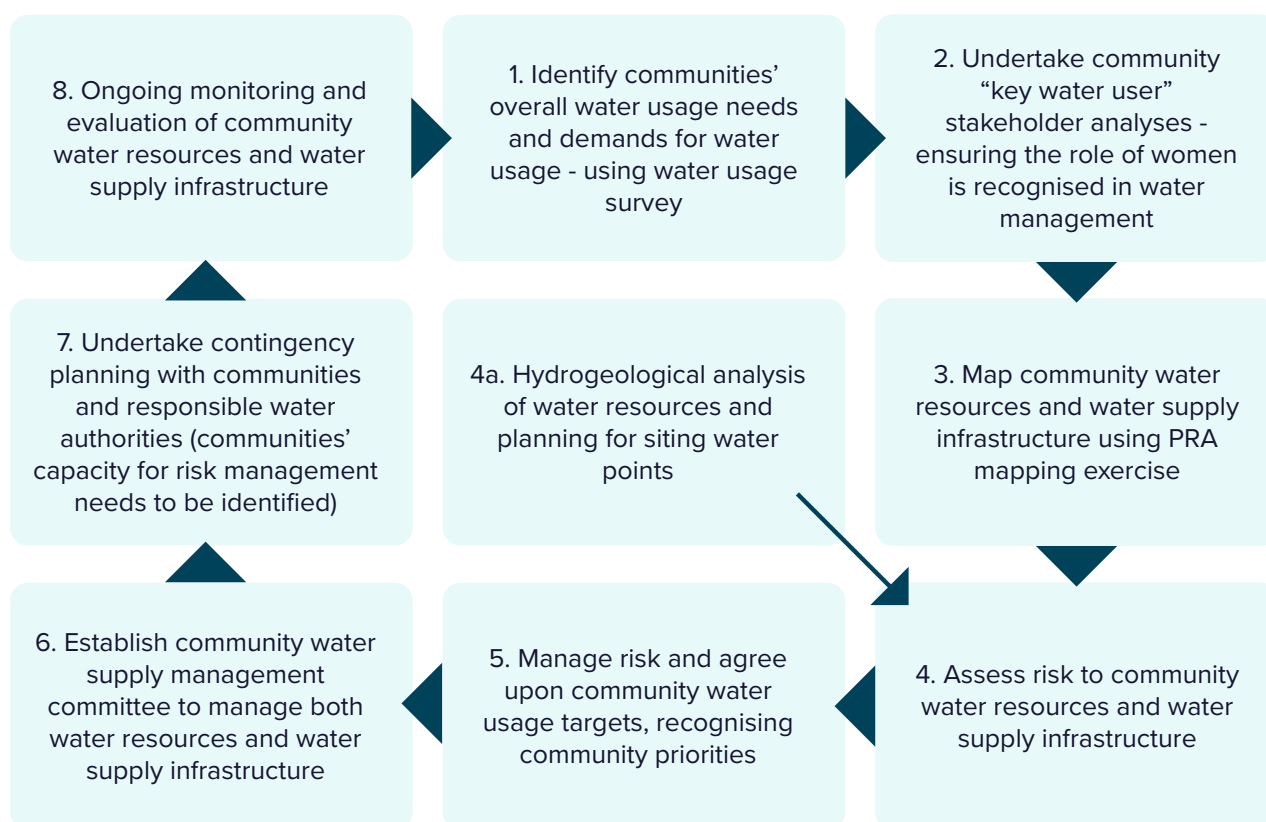 8. Ongoing monitoring and
evaluation of community
water resources and water
supply infrastructure
1. Identify communities’
overall water usage needs
and demands for water
usage - using water usage
survey
2. Undertake community
“key water user”
stakeholder analyses -
ensuring the role of women
is recognised in water
management
7. Undertake contingency
planning with communities
and responsible water
authorities (communities’
capacity for risk management
needs to be identified)
4a. Hydrogeological analysis
of water resources and
planning for siting water
points
3. Map community water
resources and water supply
infrastructure using PRA
mapping exercise
6. Establish community water
supply management
committee to manage both
water resources and water
supply infrastructure
5. Manage risk and agree
upon community water
usage targets, recognising
community priorities
4. Assess risk to community
water resources and water
supply infrastructure